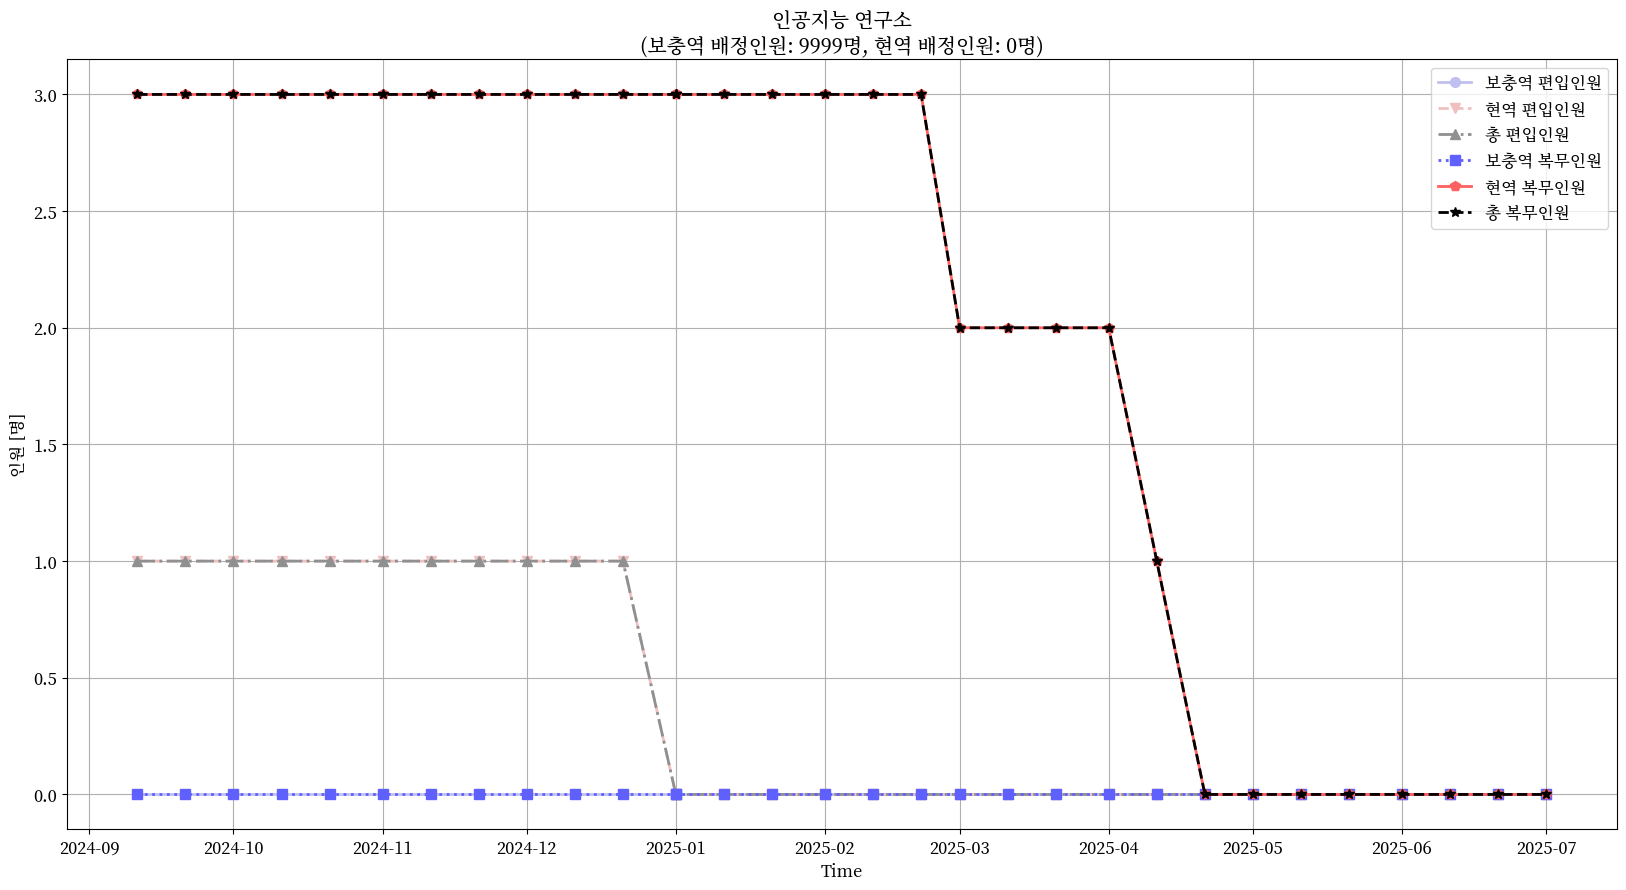 인공지능 연구소
(보충역 배정인원: 9999명, 현역 배정인원: 0명)
보충역 편입인원
현역 편입인원
총 편입인원
보충역 복무인원
현역 복무인원
총 복무인원
인원 [명]
3.0
2.5
2.0
1.5
1.0
0.5
0.0
2024-09
2024-10
2024-11
2024-12
2025-01
2025-02
2025-03
2025-04
2025-05
2025-06
2025-07
Time